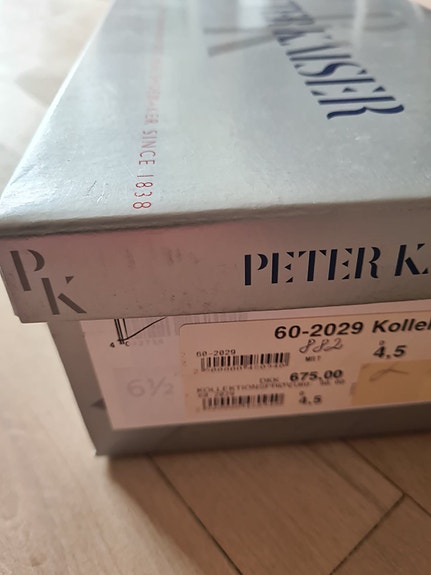 PETER KAISER
SINCE 1838
PK
PETER K
60-2029 Kolle
60-2029
882
4.5
DKK 675.00
6½
4.5